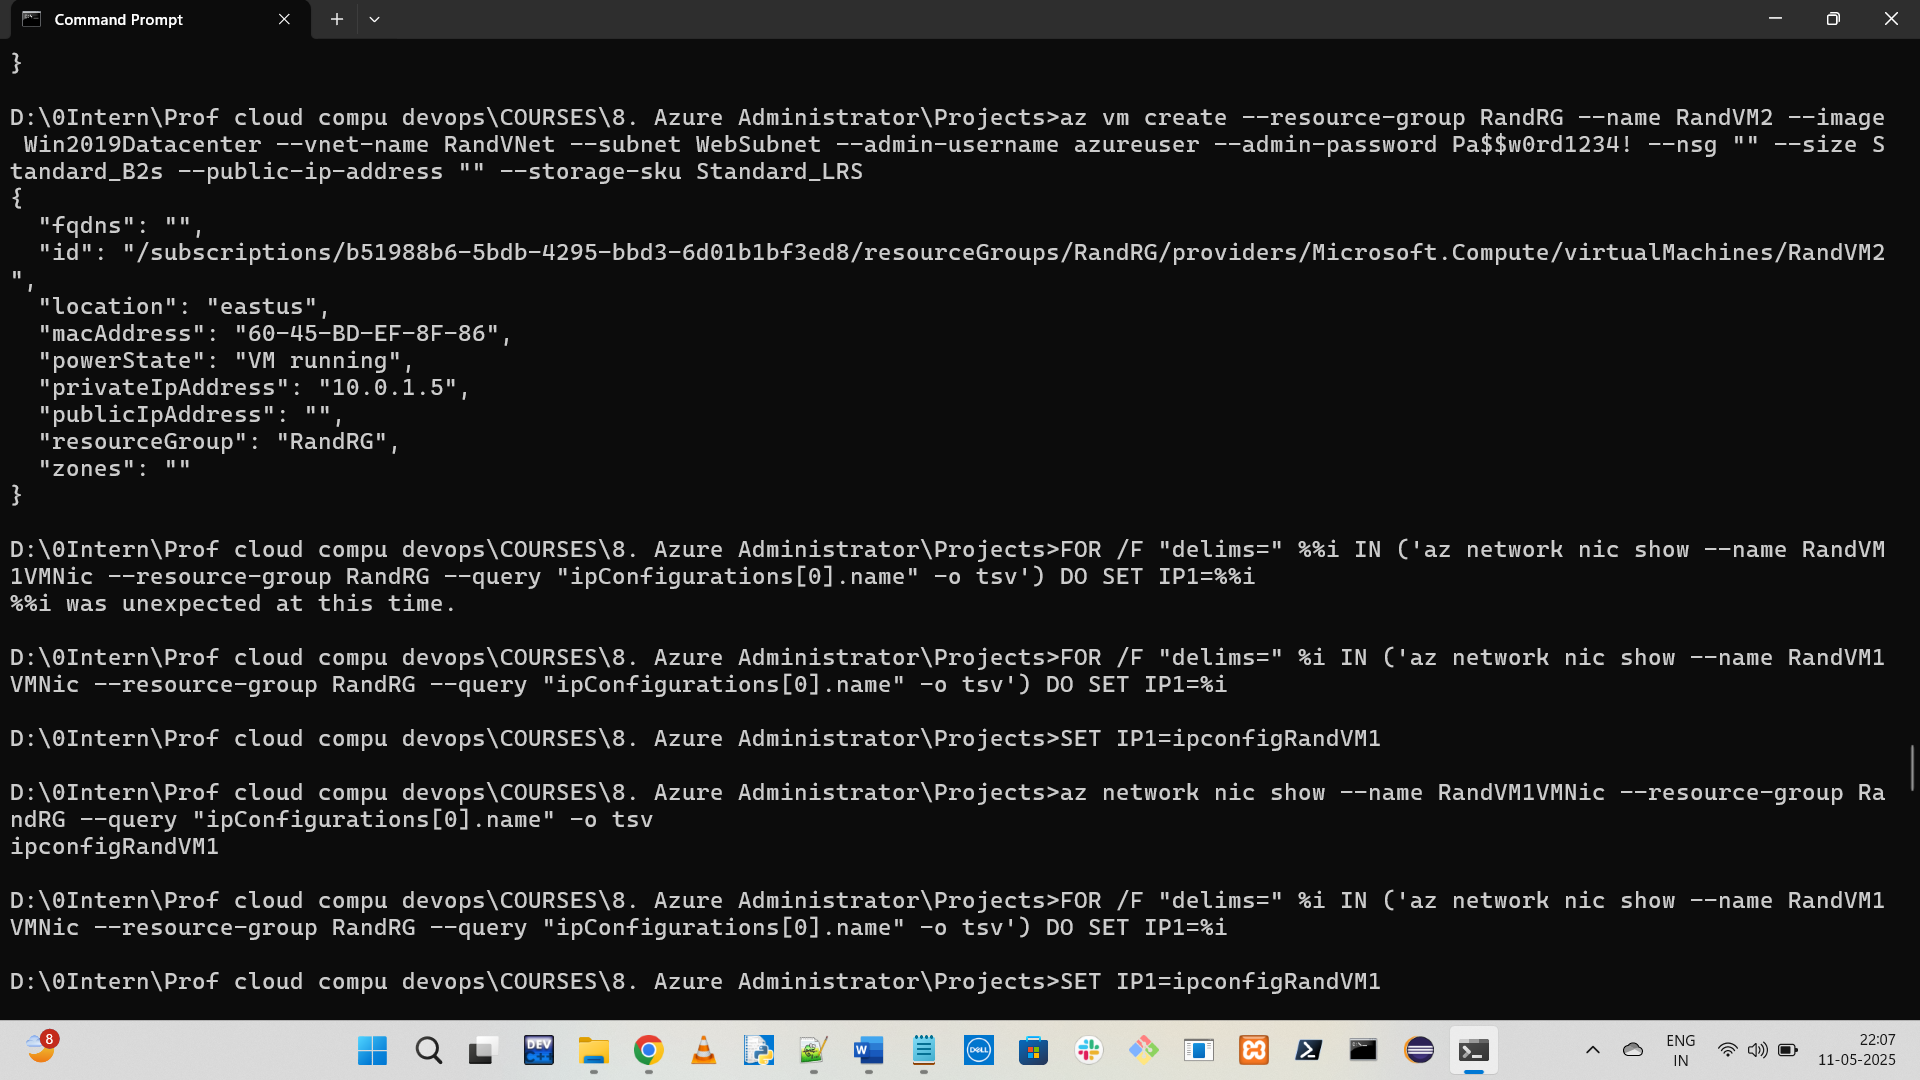 Command Prompt
}
D:\0Intern\Prof cloud compu devops\COURSES\8. Azure Administrator\Projects>az vm create --resource-group RandRG --name RandVM2 --image
 Win2019Datacenter --vnet-name RandVNet --subnet WebSubnet --admin-username azureuser --admin-password Pa$$w0rd1234! --nsg "" --size S
tandard_B2s --public-ip-address "" --storage-sku Standard_LRS
{
  "fqdns": "",
  "id": "/subscriptions/b51988b6-5bdb-4295-bbd3-6d01b1bf3ed8/resourceGroups/RandRG/providers/Microsoft.Compute/virtualMachines/RandVM2
",
  "location": "eastus",
  "macAddress": "60-45-BD-EF-8F-86",
  "powerState": "VM running",
  "privateIpAddress": "10.0.1.5",
  "publicIpAddress": "",
  "resourceGroup": "RandRG",
  "zones": ""
}
D:\0Intern\Prof cloud compu devops\COURSES\8. Azure Administrator\Projects>FOR /F "delims=" %%i IN ('az network nic show --name RandVM
1VMNic --resource-group RandRG --query "ipConfigurations[0].name" -o tsv') DO SET IP1=%%i
%%i was unexpected at this time.
D:\0Intern\Prof cloud compu devops\COURSES\8. Azure Administrator\Projects>FOR /F "delims=" %i IN ('az network nic show --name RandVM1
VMNic --resource-group RandRG --query "ipConfigurations[0].name" -o tsv') DO SET IP1=%i
D:\0Intern\Prof cloud compu devops\COURSES\8. Azure Administrator\Projects>SET IP1=ipconfigRandVM1
D:\0Intern\Prof cloud compu devops\COURSES\8. Azure Administrator\Projects>az network nic show --name RandVM1VMNic --resource-group Ra
ndRG --query "ipConfigurations[0].name" -o tsv
ipconfigRandVM1
D:\0Intern\Prof cloud compu devops\COURSES\8. Azure Administrator\Projects>FOR /F "delims=" %i IN ('az network nic show --name RandVM1
VMNic --resource-group RandRG --query "ipConfigurations[0].name" -o tsv') DO SET IP1=%i
D:\0Intern\Prof cloud compu devops\COURSES\8. Azure Administrator\Projects>SET IP1=ipconfigRandVM1
8
DEV C++
W
DELL
ENG
IN
22:07
11-05-2025